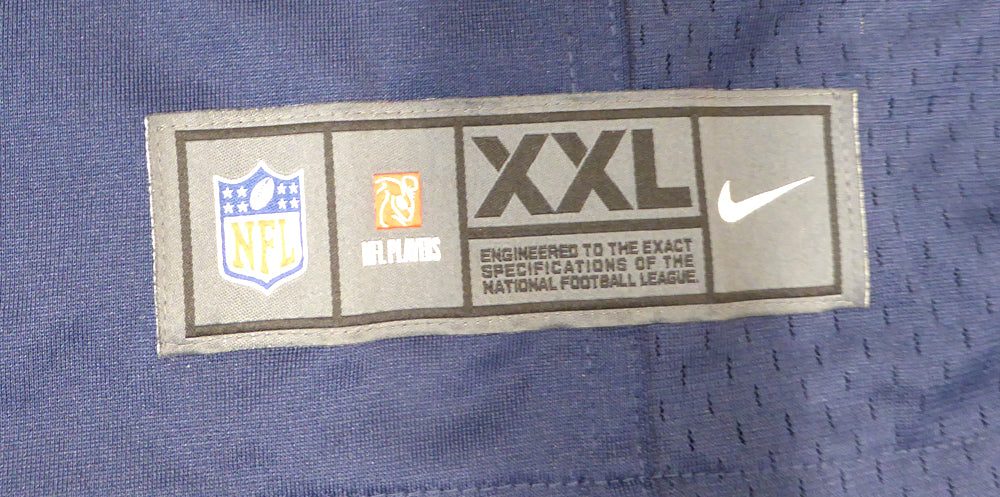 NFL
NFL PLAYERS
XXL
ENGINEERED TO THE EXACT
SPECIFICATIONS OF THE
NATIONAL FOOTBALL LEAGUE.